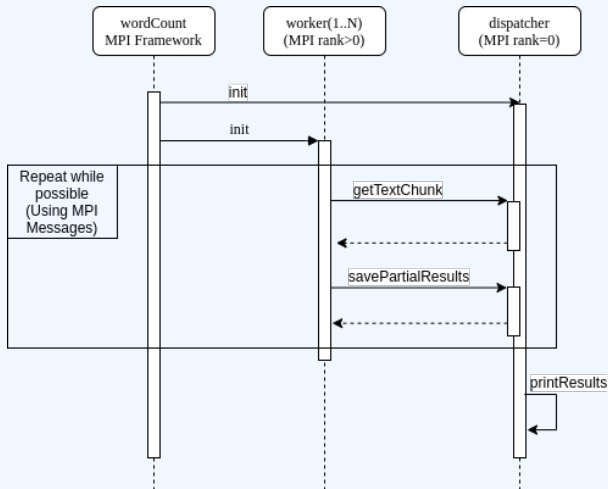 wordCount
MPI Framework
worker(1..N)
(MPI rank>0)
dispatcher
(MPI rank=0)
init
init
Repeat while
possible
(Using MPI
Messages)
getTextChunk
savePartialResults
printResults